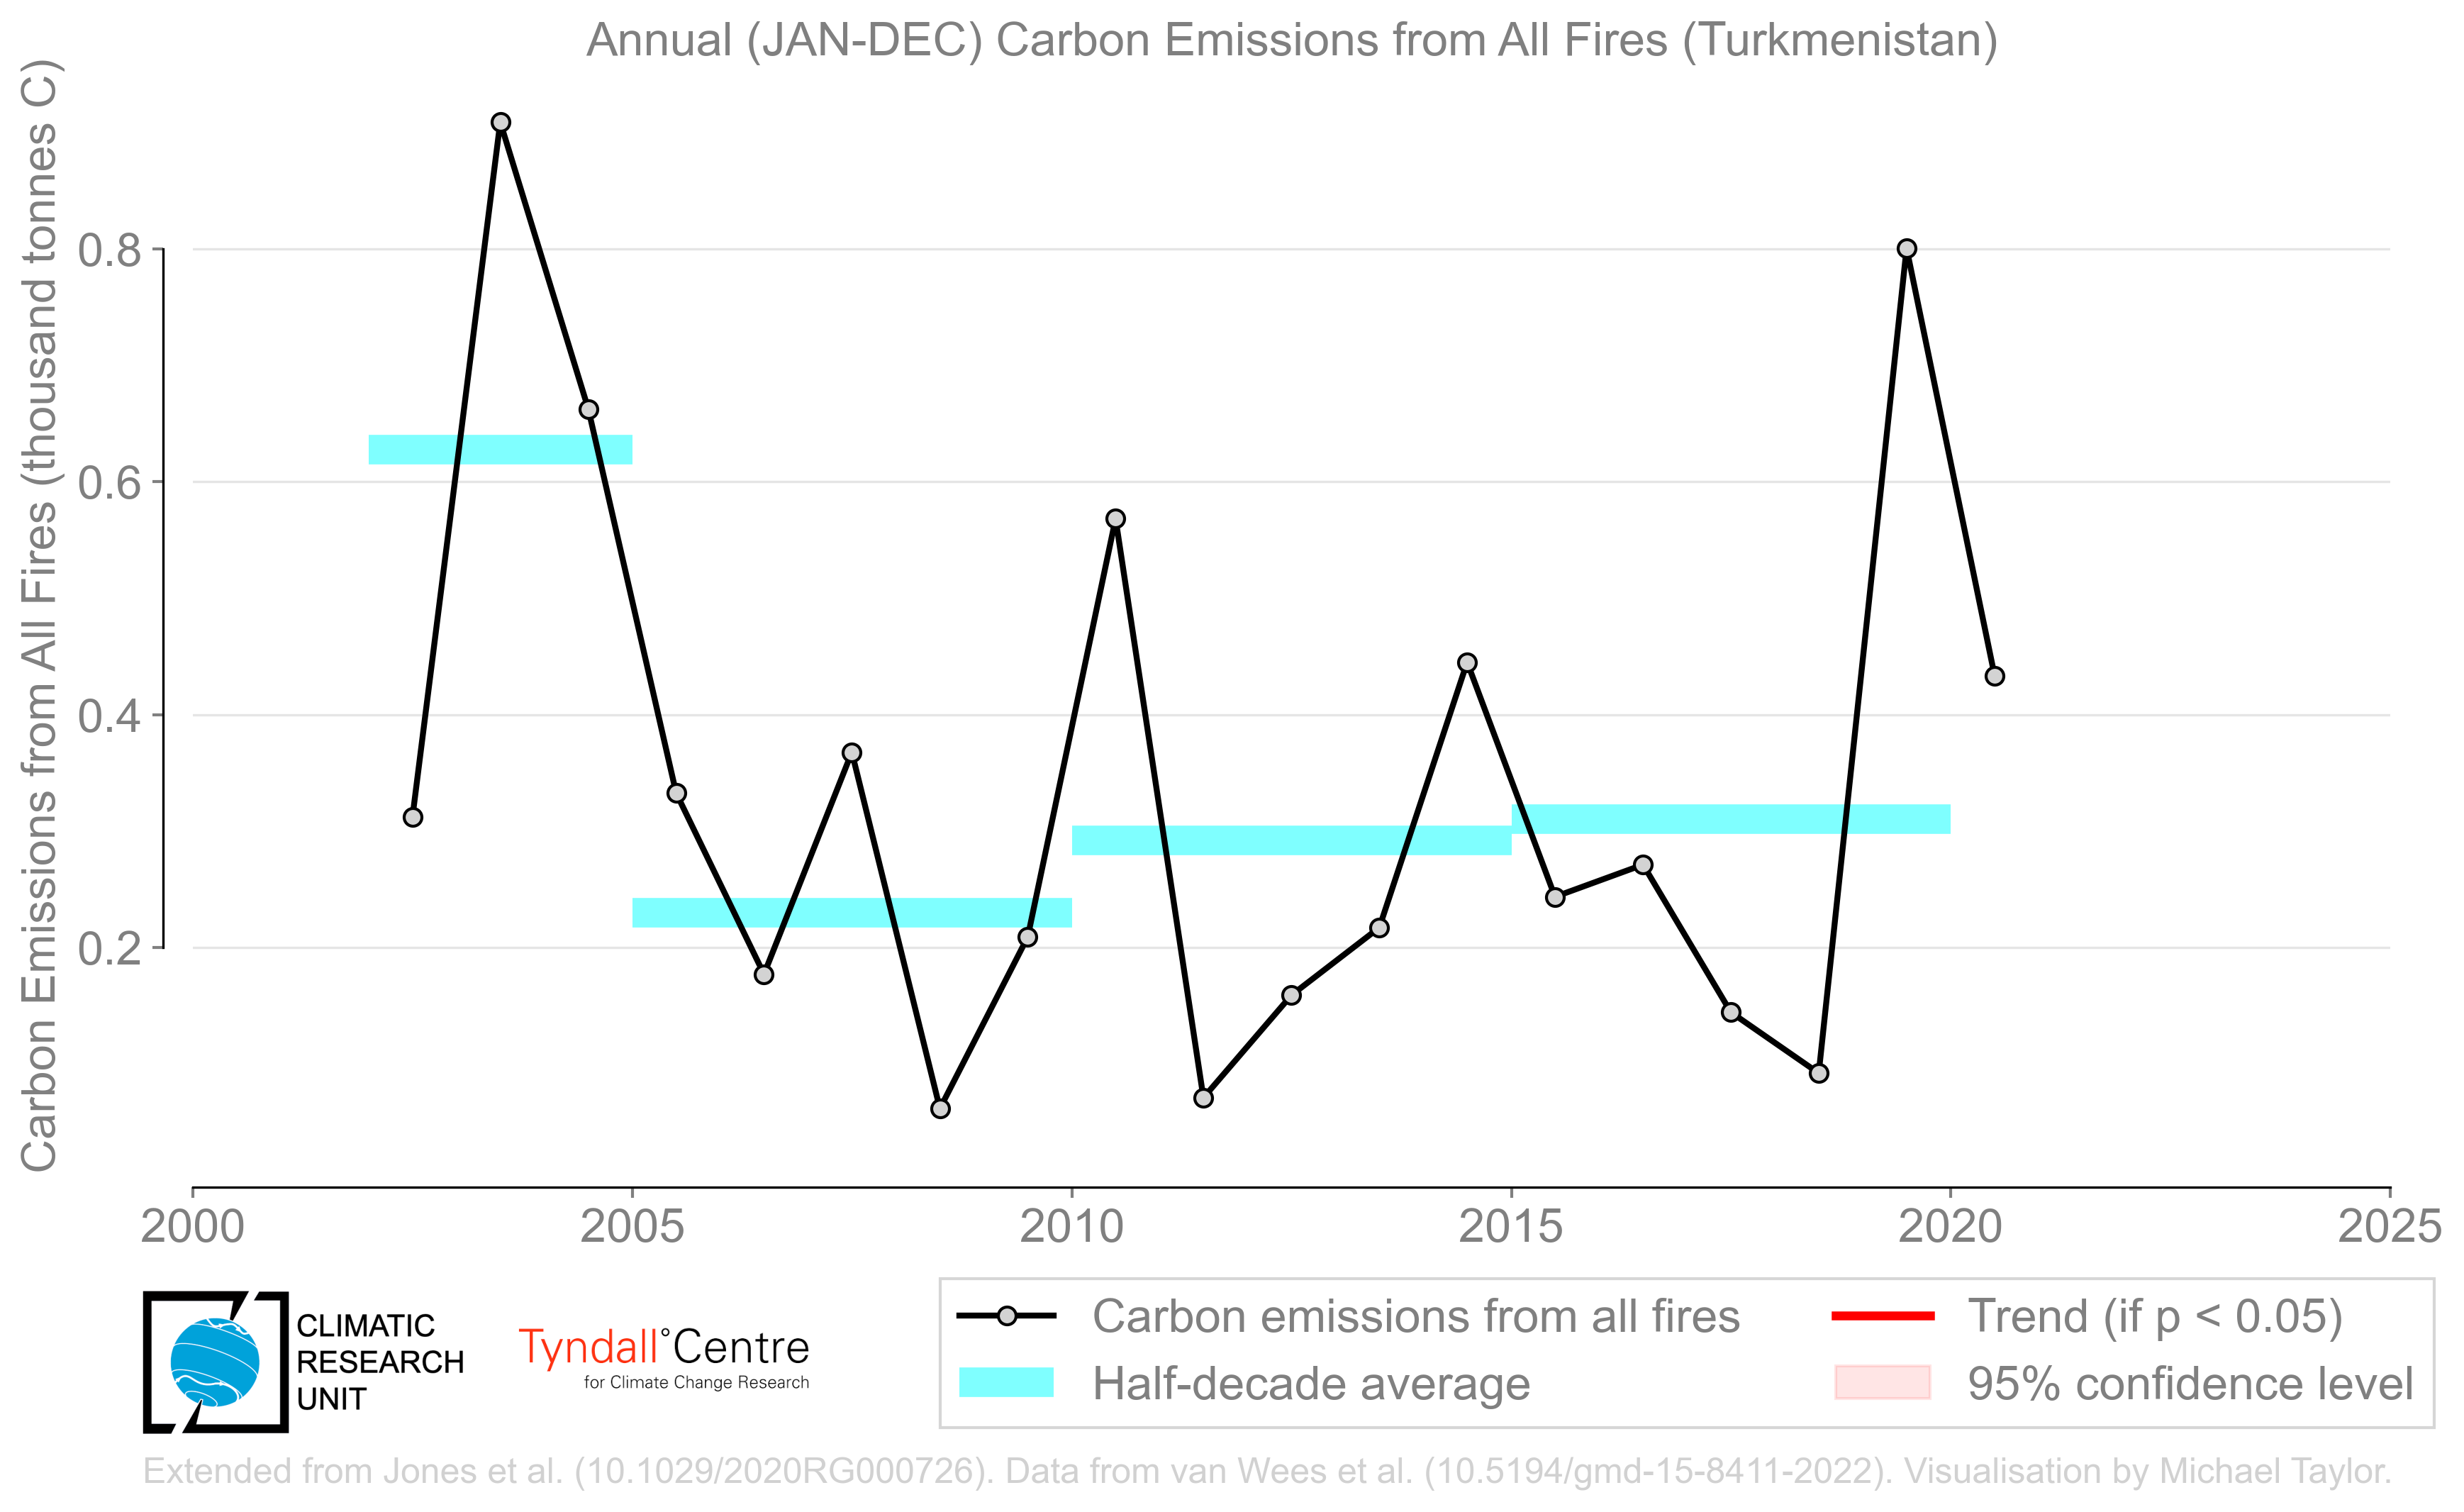 Annual (JAN-DEC) Carbon Emissions from All Fires (Turkmenistan)
Carbon Emissions from All Fires (thousand tonnes C)
0.8
0.6
0.4
0.2
2000
2005
2010
2015
2020
2025
CLIMATIC
RESEARCH
UNIT
Tyndall°Centre
for Climate Change Research
Carbon emissions from all fires
Half-decade average
Trend (if p < 0.05)
95% confidence level
Extended from Jones et al. (10.1029/2020RG000726). Data from van Wees et al. (10.5194/gmd-15-8411-2022). Visualisation by Michael Taylor.